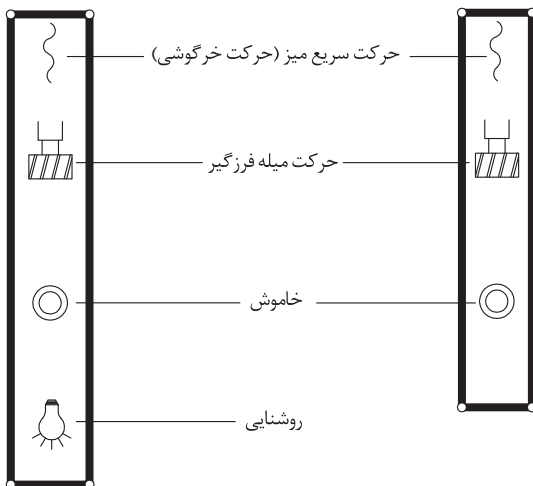 حرکت سریع میز (حرکت خرگوشی)
حرکت میله فرزگیر
خاموش
روشنایی